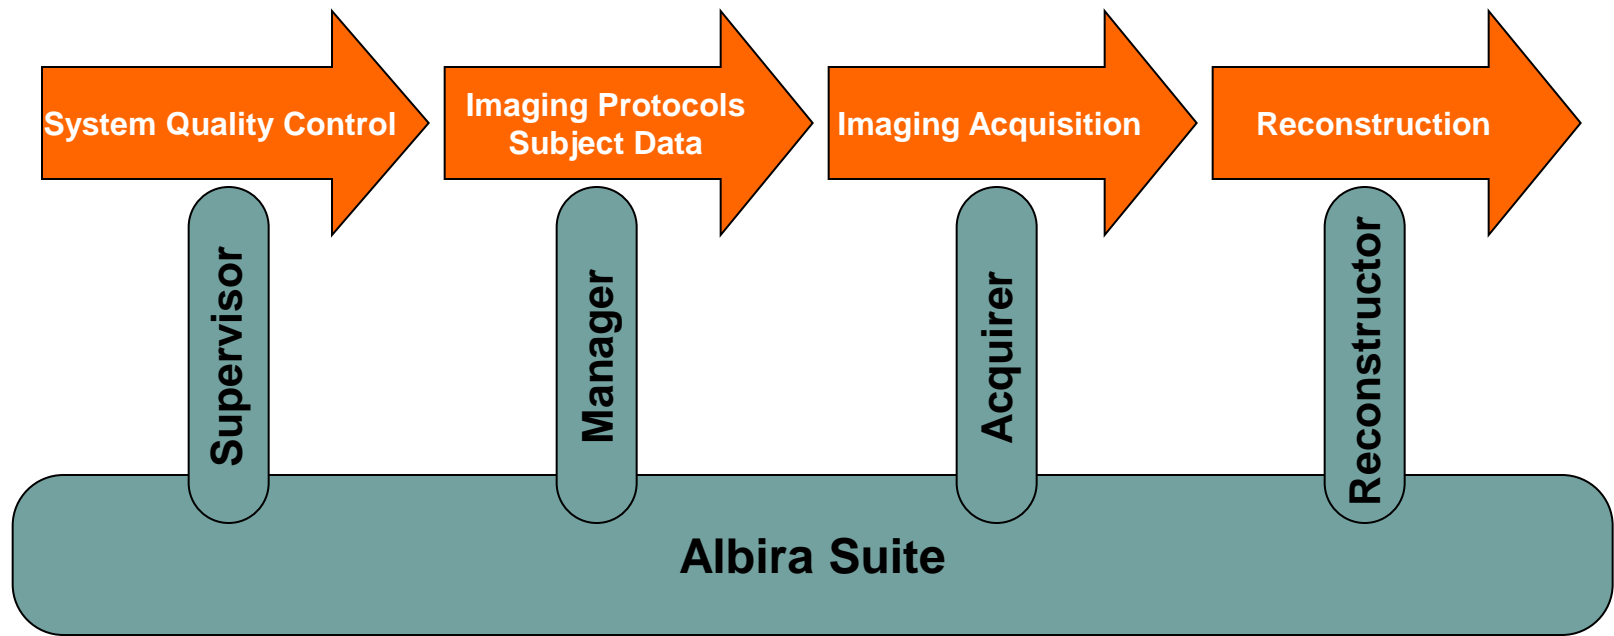 System Quality Control
Imaging Protocols
Subject Data
Imaging Acquisition
Reconstruction
Supervisor
Manager
Acquirer
Reconstructor
Albira Suite